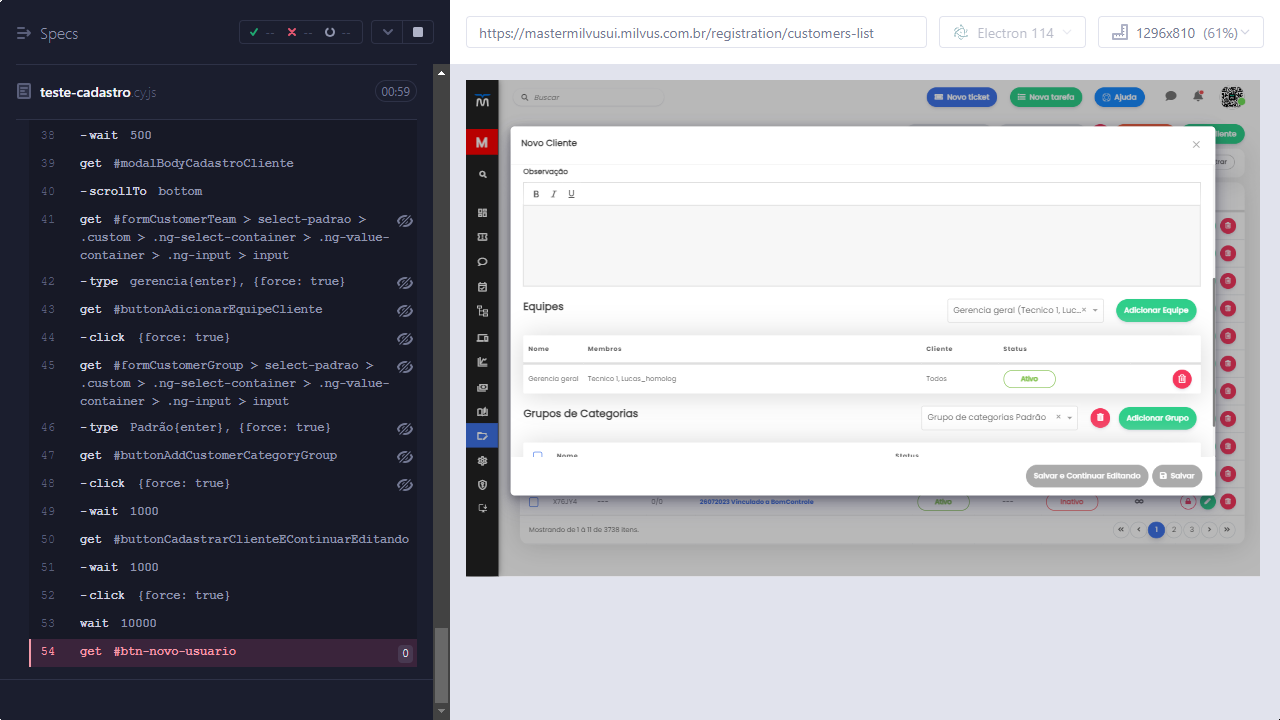 Specs
-- -- --
teste-cadastro.cy.js
00:59
38 -wait 500
39 get #modalBodyCadastroCliente
40 -scrollTo bottom
41 get #formCustomerTeam > select-padrao >
.custom > .ng-select-container > .ng-value-
container > .ng-input > input
42 -type gerencia{enter}, {force: true}
43 get #buttonAdicionarEquipeCliente
44 -click {force: true}
45 get #formCustomerGroup > select-padrao >
.custom > .ng-select-container > .ng-value-
container > .ng-input > input
46 -type Padrão{enter}, {force: true}
47 get #buttonAddCustomerCategoryGroup
48 -click {force: true}
49 -wait 1000
50 get #buttonCadastrarClienteEContinuarEditando
51 -wait 1000
52 -click {force: true}
53 wait 10000
54 get #btn-novo-usuario 0
https://mastermilvusui.milvus.com.br/registration/customers-list
Electron 114
1296x810 (61%)
Buscar
Novo ticket
Nova tarefa
Ajuda
M
Novo Cliente
×
Observação
B I U
Equipes
Gerencia geral (Tecnico 1, Luc...×
Adicionar Equipe
Nome Membros Cliente Status
Gerencia geral Tecnico 1, Lucas_homolog Todos Ativo
Grupos de Categorias
Grupo de categorias Padrão ×
Adicionar Grupo
Nome Status
Salvar e Continuar Editando
Salvar
X76JY4 --- 0/0 26072023 Vinculado a BomControle Ativo --- Inativo ∞
Mostrando de 1 à 11 de 3738 itens.
« ‹ 1 2 3 › »